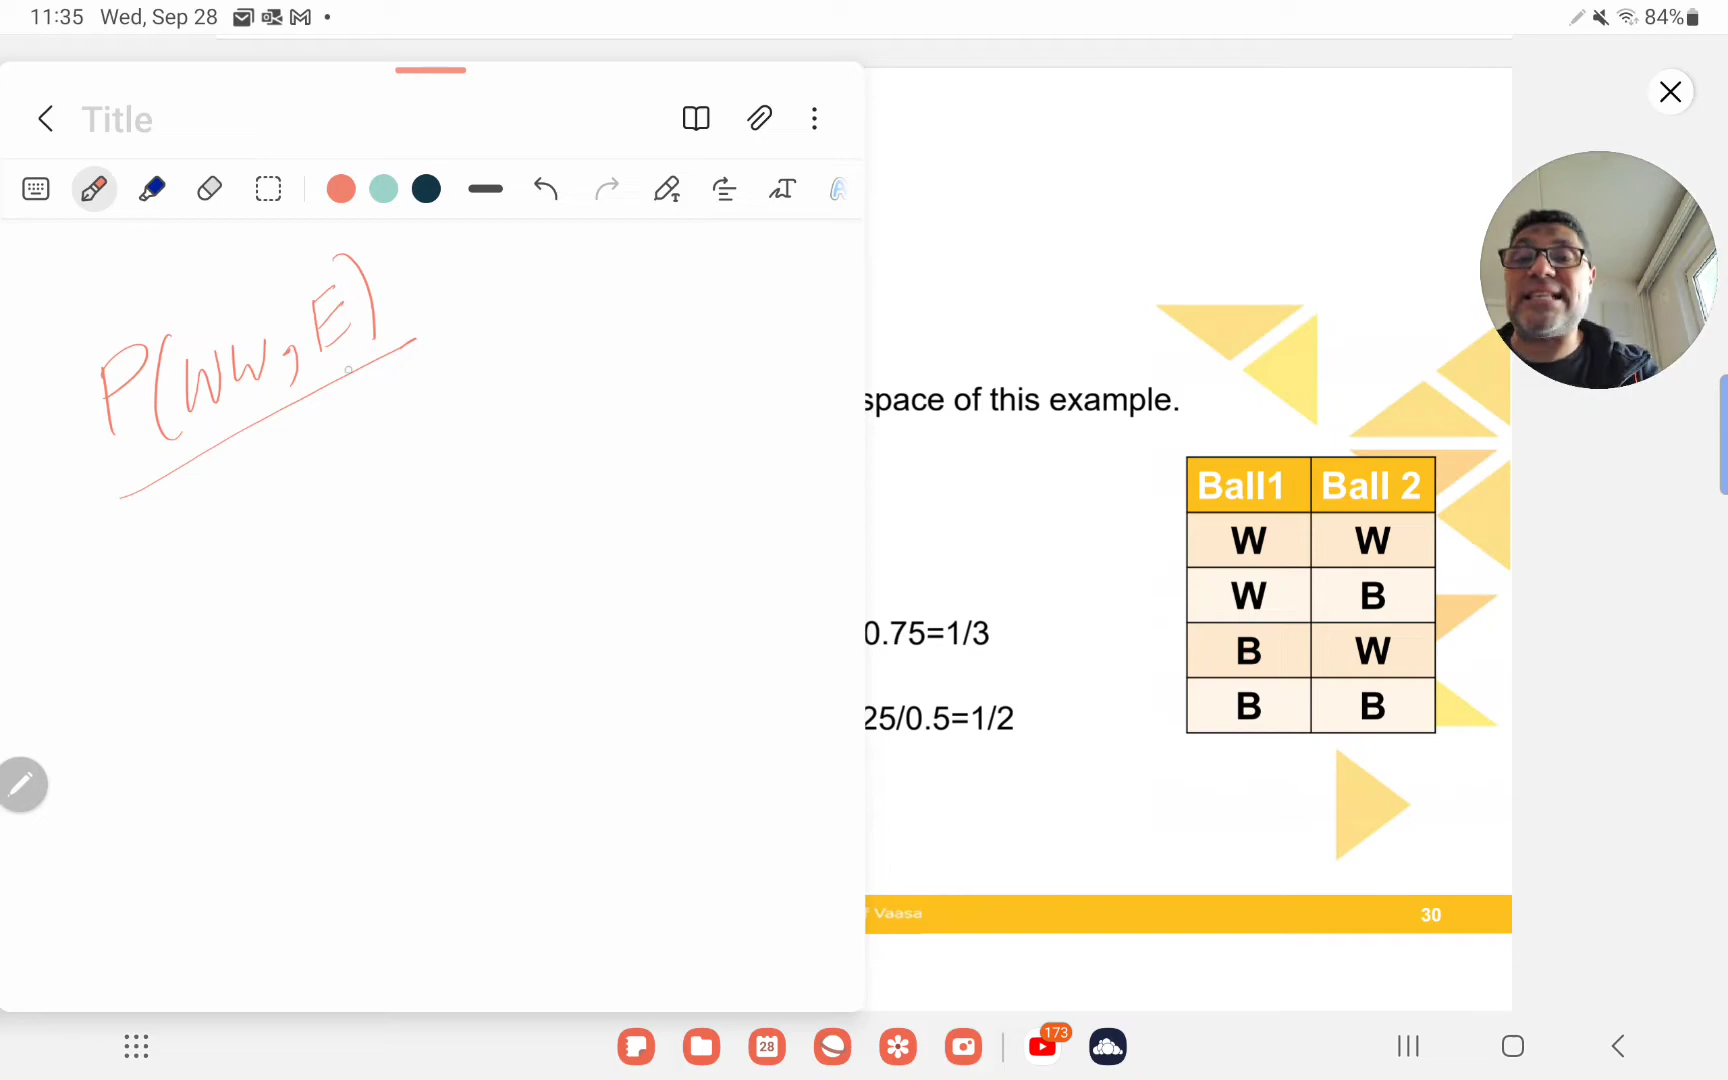 11:35 Wed, Sep 28
84%
Title
P(WW, E)
space of this example.
Ball1 Ball 2
W W
W B
B W
B B
0.75=1/3
25/0.5=1/2
Vaasa
30
28
173